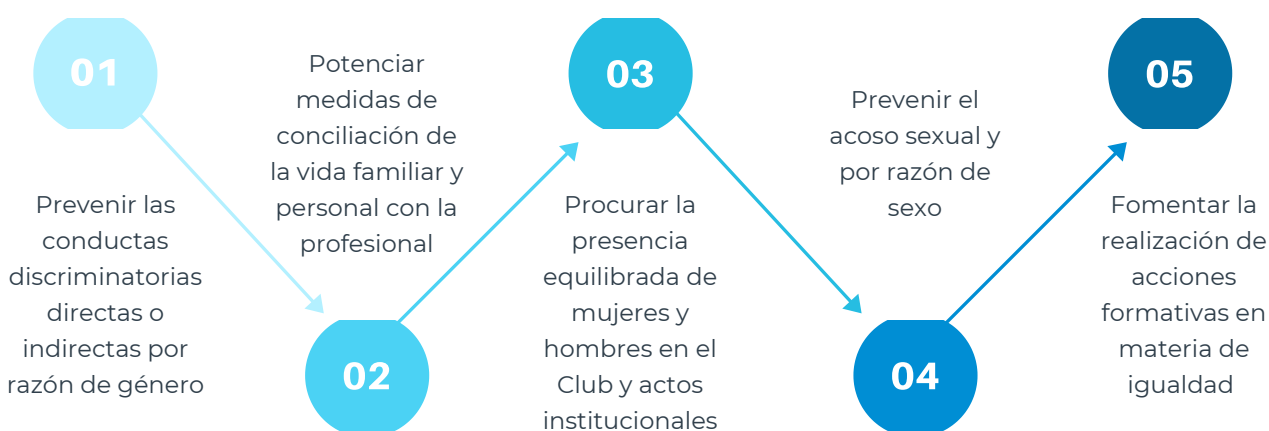 01
Prevenir las
conductas
discriminatorias
directas o
indirectas por
razón de género
Potenciar
medidas de
conciliación de
la vida familiar y
personal con la
profesional
02
03
Procurar la
presencia
equilibrada de
mujeres y
hombres en el
Club y actos
institucionales
Prevenir el
acoso sexual y
por razón de
sexo
04
05
Fomentar la
realización de
acciones
formativas en
materia de
igualdad